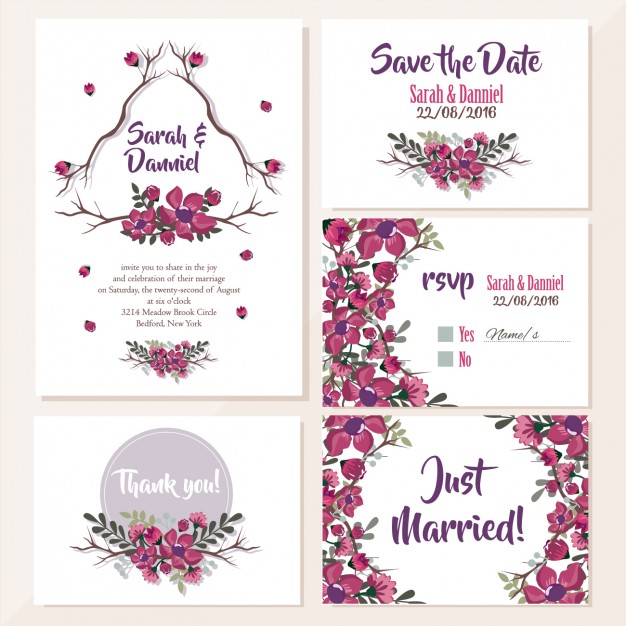 Sarah &
Danniel
invite you to share in the joy
and celebration of their marriage
on Saturday, the twenty-second of August
at six o'clock
3214 Meadow Brook Circle
Bedford, New York
Save the Date
Sarah & Danniel
22/08/2016
rsvp
Sarah & Danniel
22/08/2016
Yes
Name/s
No
Thank you!
Just
Married!